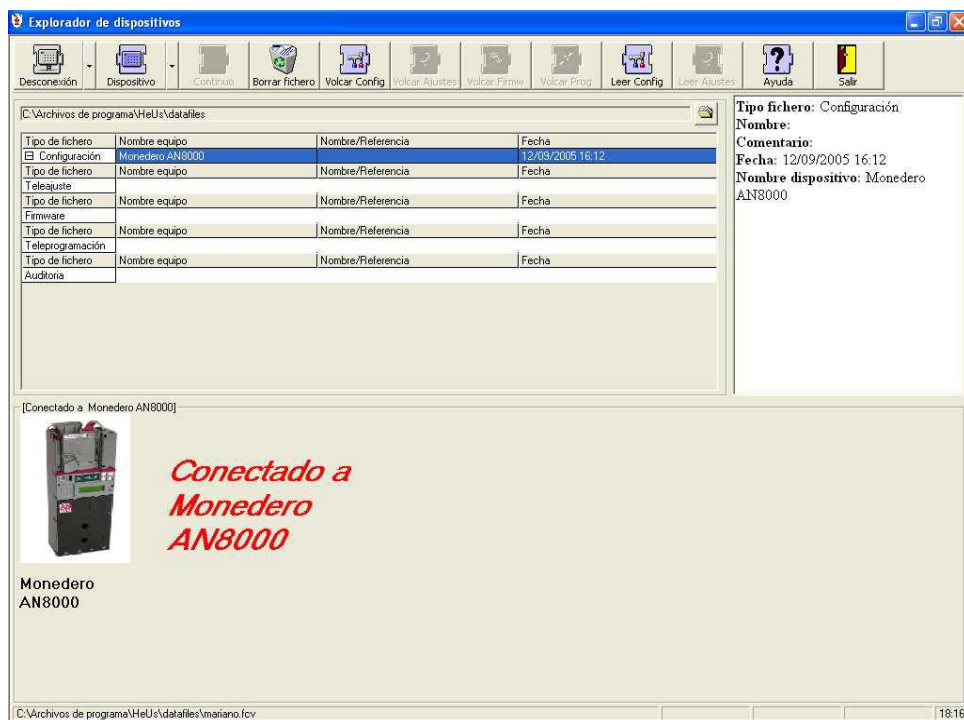 Explorador de dispositivos
Desconexión Dispositivo Continuo Borrar fichero Volcar Config Volcar Ajustes Volcar Firmw Volcar Prog Leer Config Leer Ajustes Ayuda Salir
C:\Archivos de programa\HeUs\datafiles
Tipo de fichero Nombre equipo Nombre/Referencia Fecha
Configuración Monedero AN8000 12/09/2005 16:12
Tipo de fichero Nombre equipo Nombre/Referencia Fecha
Teleajuste
Tipo de fichero Nombre equipo Nombre/Referencia Fecha
Firmware
Tipo de fichero Nombre equipo Nombre/Referencia Fecha
Teleprogramación
Tipo de fichero Nombre equipo Nombre/Referencia Fecha
Auditoria
Tipo fichero: Configuración
Nombre:
Comentario:
Fecha: 12/09/2005 16:12
Nombre dispositivo: Monedero
AN8000
[Conectado a Monedero AN8000]
Conectado a
Monedero
AN8000
Monedero
AN8000
C:\Archivos de programa\HeUs\datafiles\mariano.fcv 18:16